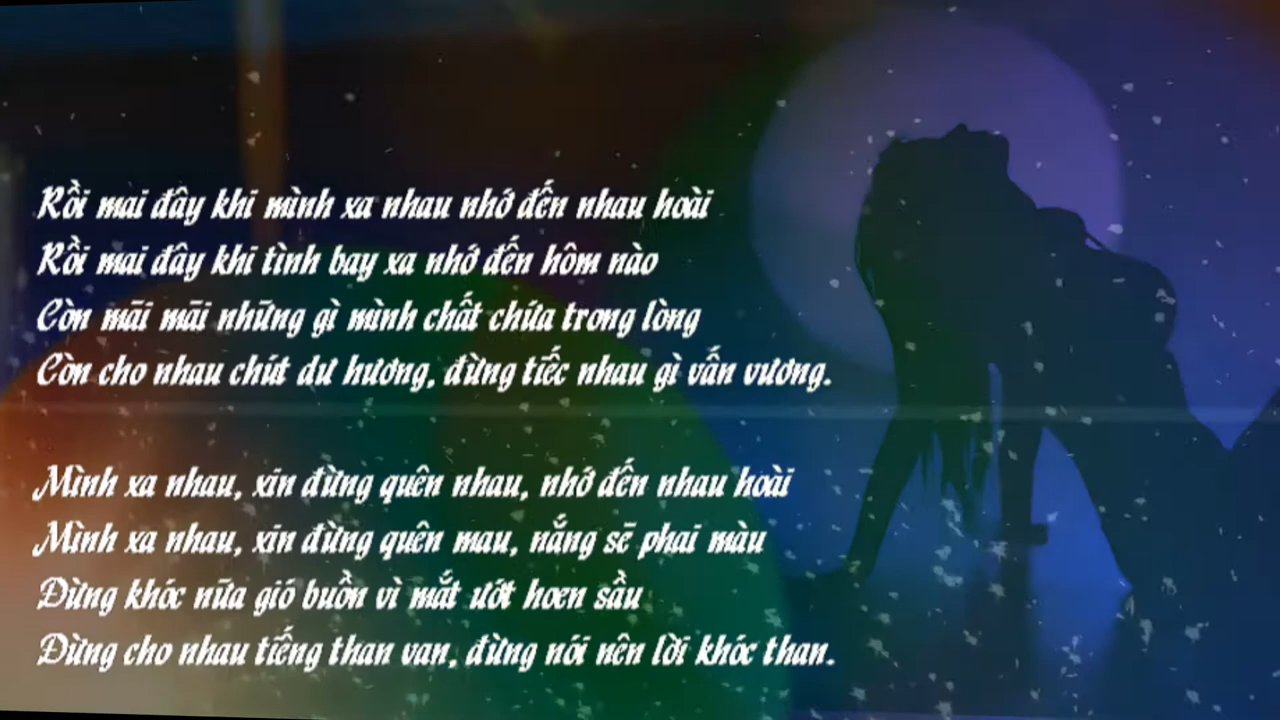 Rồi mai đây khi mình xa nhau nhớ đến nhau hoài
Rồi mai đây khi tình bay xa nhớ đến hôm nào
Còn mãi mãi những gì mình chất chứa trong lòng
Còn cho nhau chút dư hương, đừng tiếc nhau gì vấn vương.
Mình xa nhau, xin đừng quên nhau, nhớ đến nhau hoài
Mình xa nhau, xin đừng quên mau, nắng sẽ phai màu
Đừng khóc nữa gió buồn vì mắt ướt hoen sầu
Đừng cho nhau tiếng than van, đừng nói nên lời khóc than.